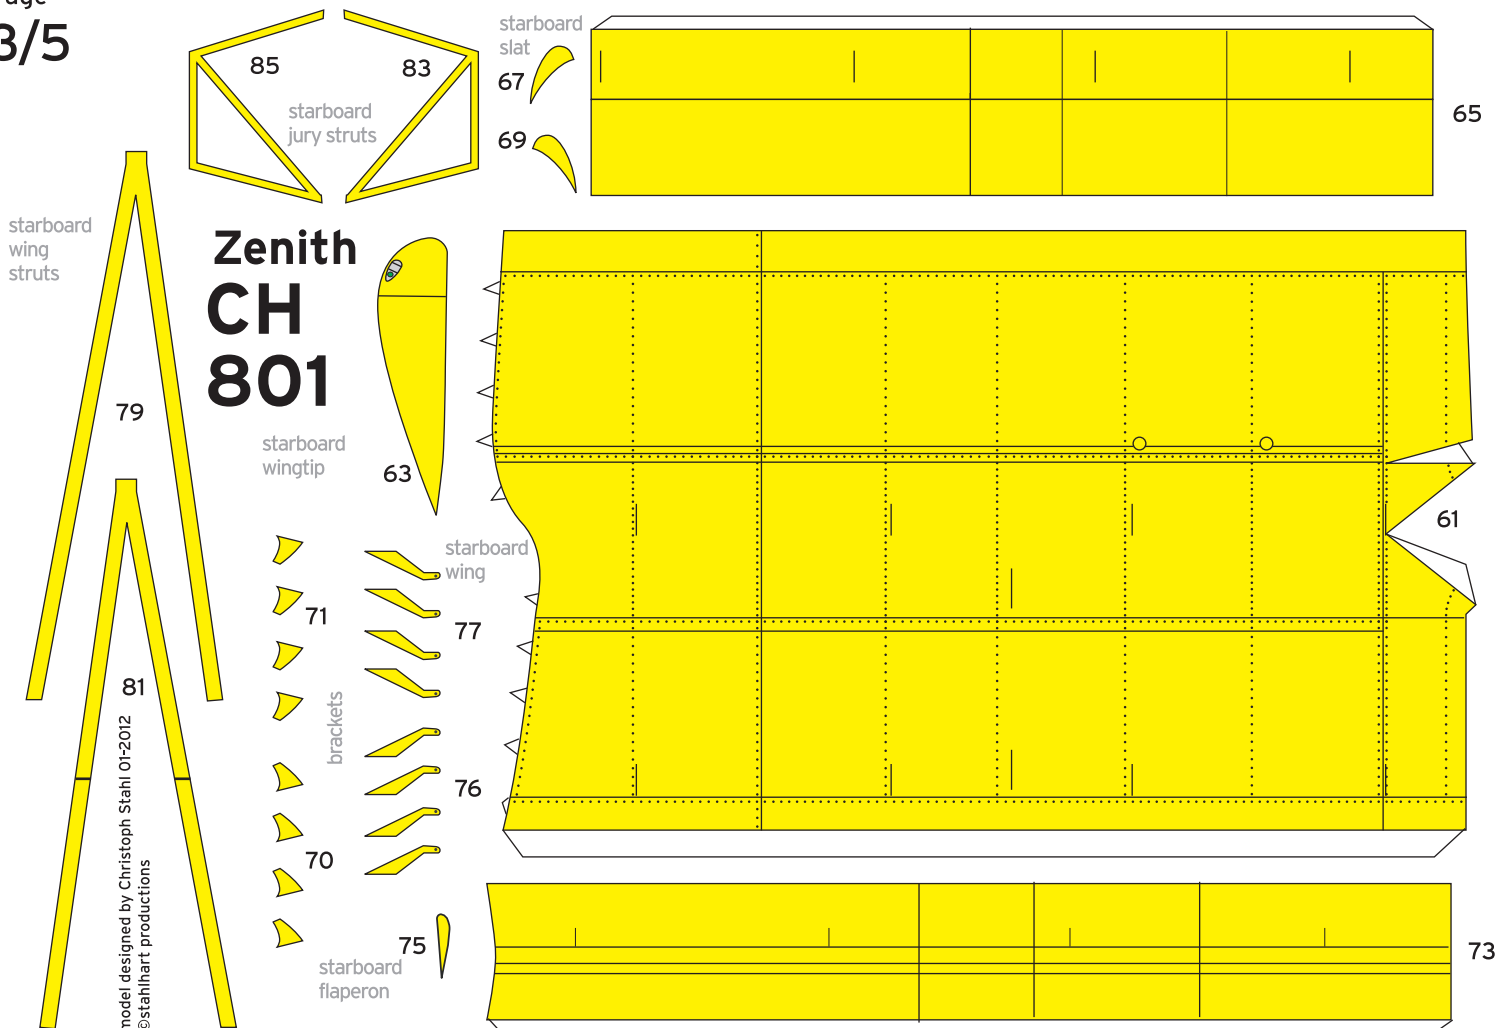 3/5
85
83
starboard
jury struts
starboard
slat
67
69
65
starboard
wing
struts
Zenith
CH
801
79
starboard
wingtip
63
61
starboard
wing
71
77
81
brackets
76
70
model designed by Christoph Stahl 01-2012
©stahlhart productions
75
starboard
flaperon
73